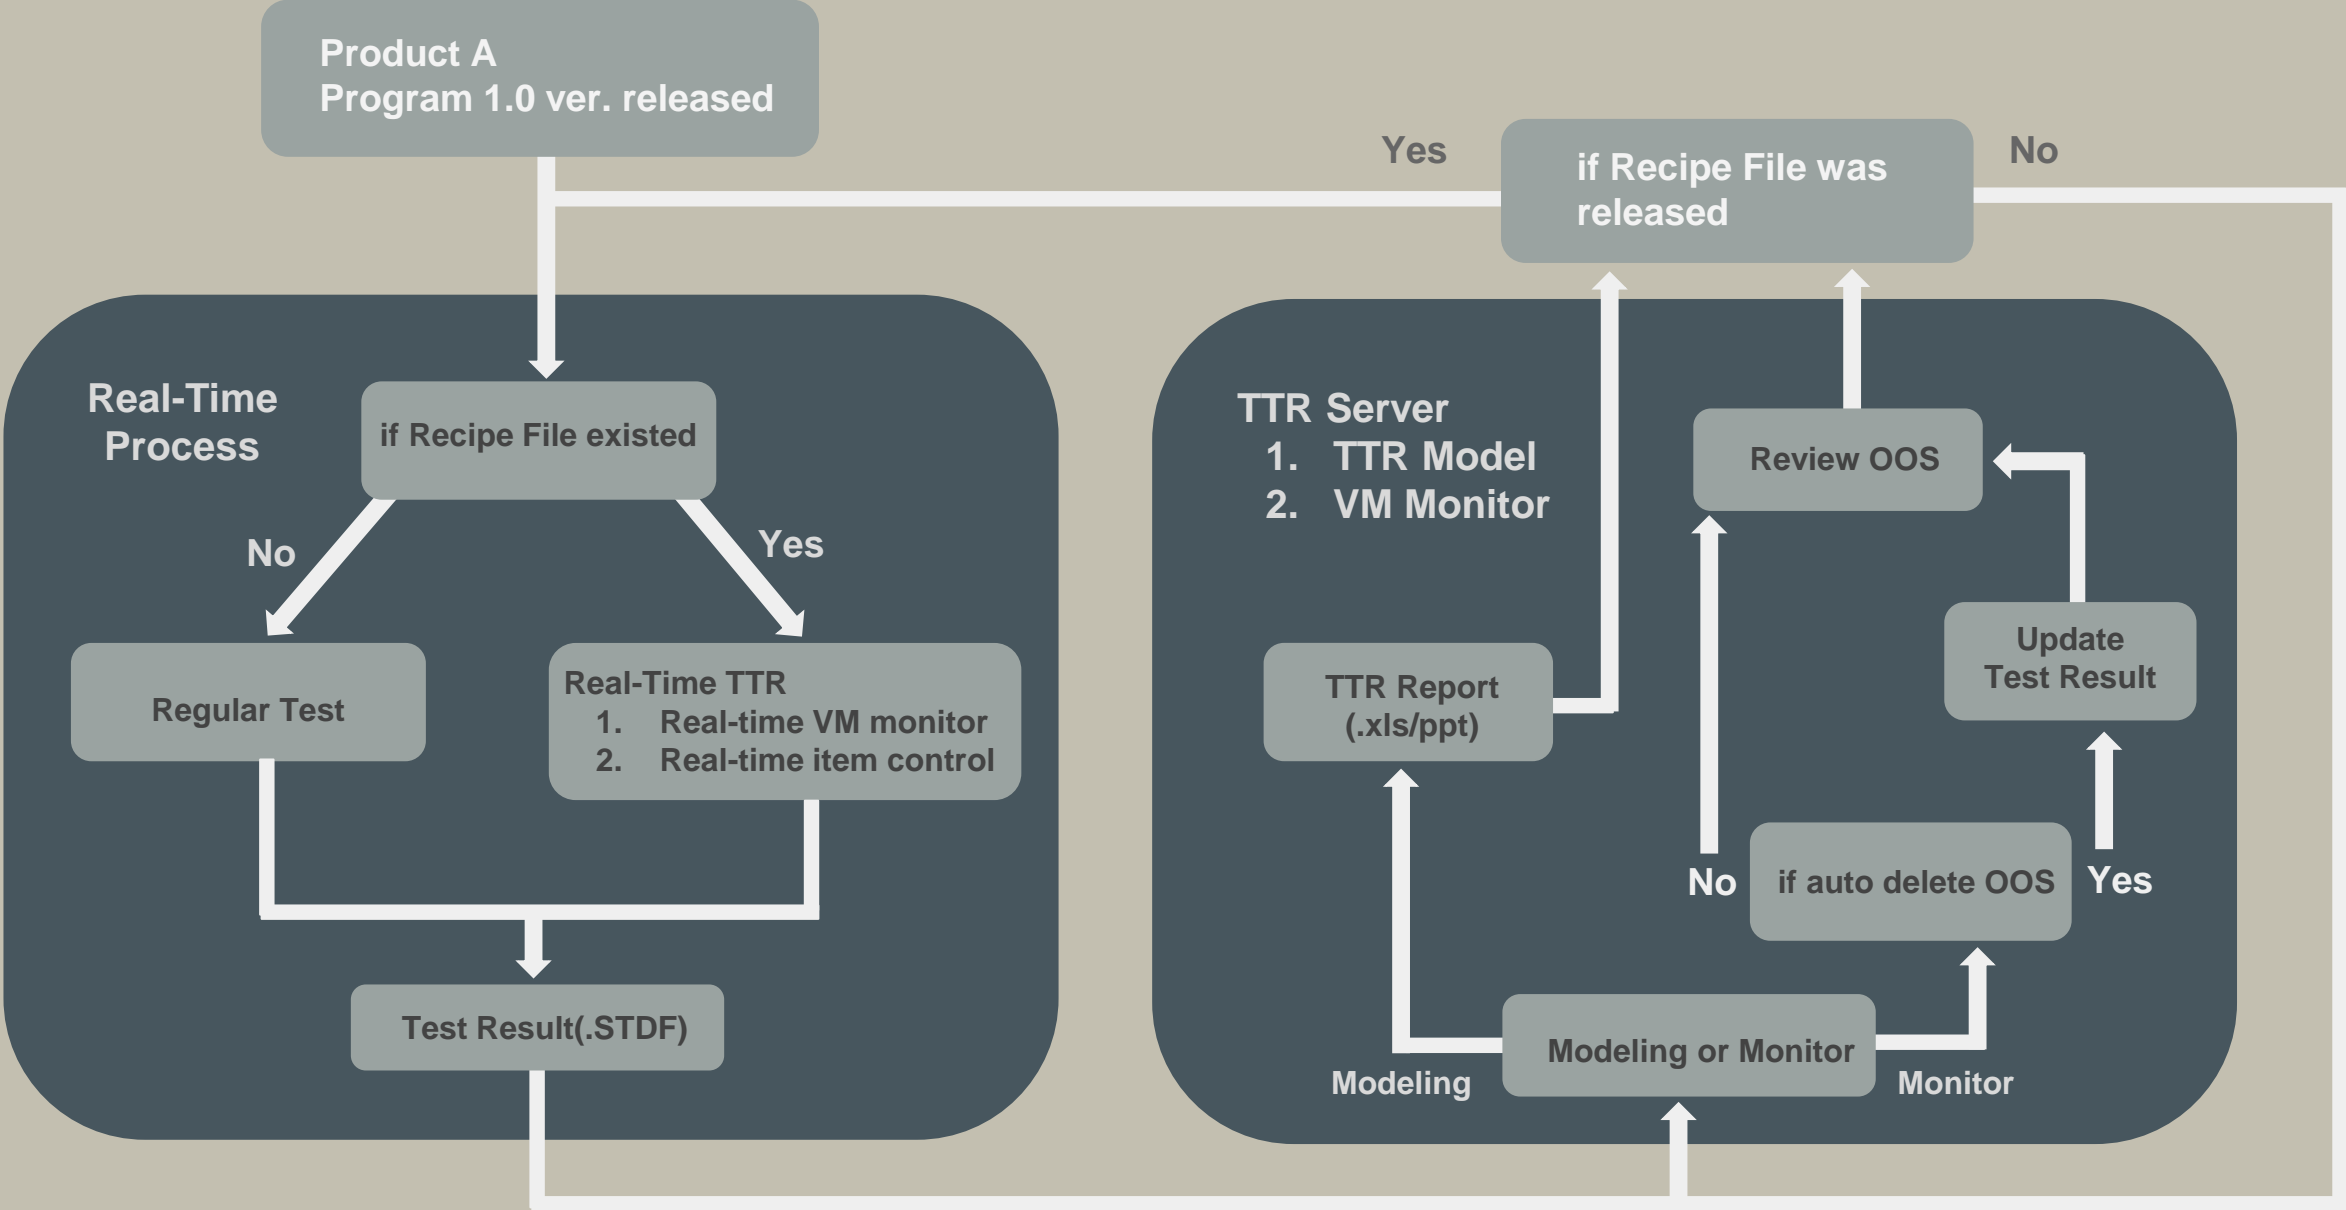 Product A
Program 1.0 ver. released
Yes
if Recipe File was
released
No
Real-Time
Process
if Recipe File existed
No
Yes
Regular Test
Real-Time TTR
1. Real-time VM monitor
2. Real-time item control
Test Result(.STDF)
TTR Server
1. TTR Model
2. VM Monitor
Review OOS
Update
Test Result
TTR Report
(.xls/ppt)
No
if auto delete OOS
Yes
Modeling or Monitor
Modeling
Monitor